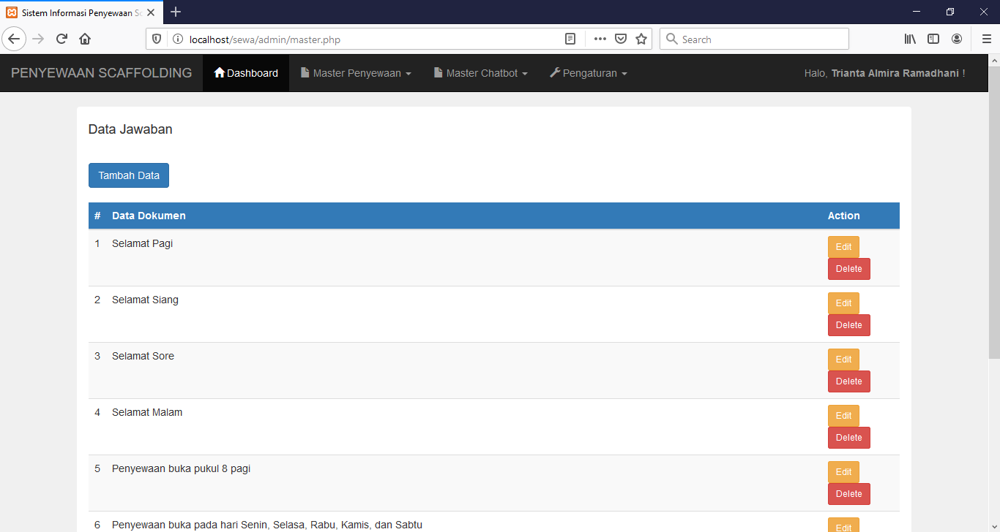 Sistem Informasi Penyewaan Sc
localhost/sewa/admin/master.php
Search
PENYEWAAN SCAFFOLDING Dashboard Master Penyewaan Master Chatbot Pengaturan Halo, Trianta Almira Ramadhani !
Data Jawaban
Tambah Data
# Data Dokumen Action
1 Selamat Pagi Edit
Delete
2 Selamat Siang Edit
Delete
3 Selamat Sore Edit
Delete
4 Selamat Malam Edit
Delete
5 Penyewaan buka pukul 8 pagi Edit
Delete
6 Penyewaan buka pada hari Senin, Selasa, Rabu, Kamis, dan Sabtu Edit